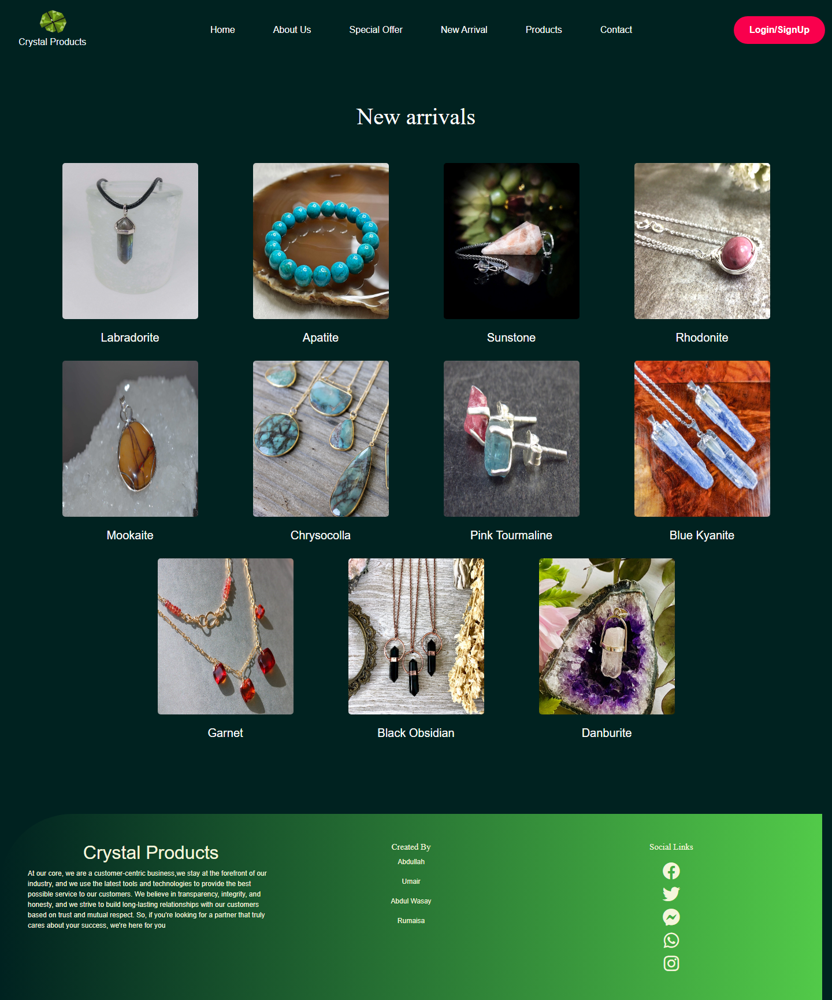 Crystal Products
Home
About Us
Special Offer
New Arrival
Products
Contact
Login/SignUp
New arrivals
Labradorite
Apatite
Sunstone
Rhodonite
Mookaite
Chrysocolla
Pink Tourmaline
Blue Kyanite
Garnet
Black Obsidian
Danburite
Crystal Products
At our core, we are a customer-centric business,we stay at the forefront of our
industry, and we use the latest tools and technologies to provide the best
possible service to our customers. We believe in transparency, integrity, and
honesty, and we strive to build long-lasting relationships with our customers
based on trust and mutual respect. So, if you're looking for a partner that truly
cares about your success, we're here for you
Created By
Abdullah
Umair
Abdul Wasay
Rumaisa
Social Links